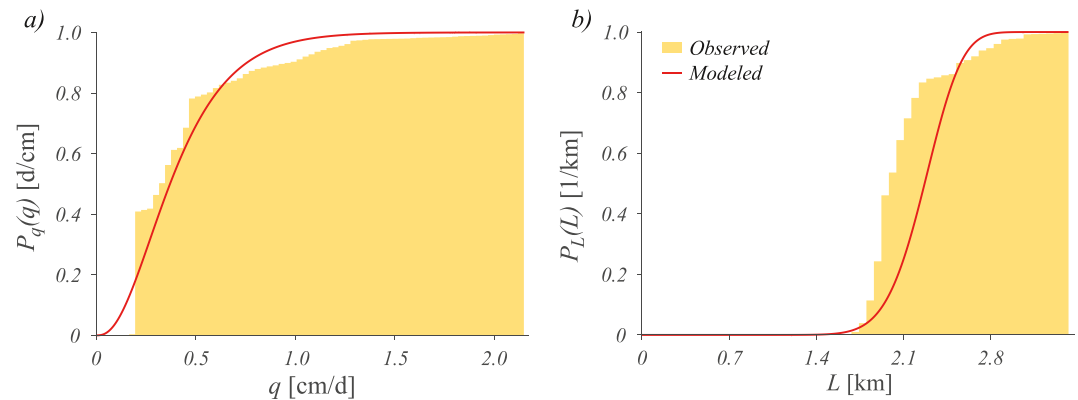 a)
1.0
0.8
0.6
0.4
0.2
0
P_q(q) [d/cm]
0 0.5 1.0 1.5 2.0
q [cm/d]
b)
1.0
0.8
0.6
0.4
0.2
0
P_L(L) [1/km]
Observed
Modeled
0 0.7 1.4 2.1 2.8
L [km]